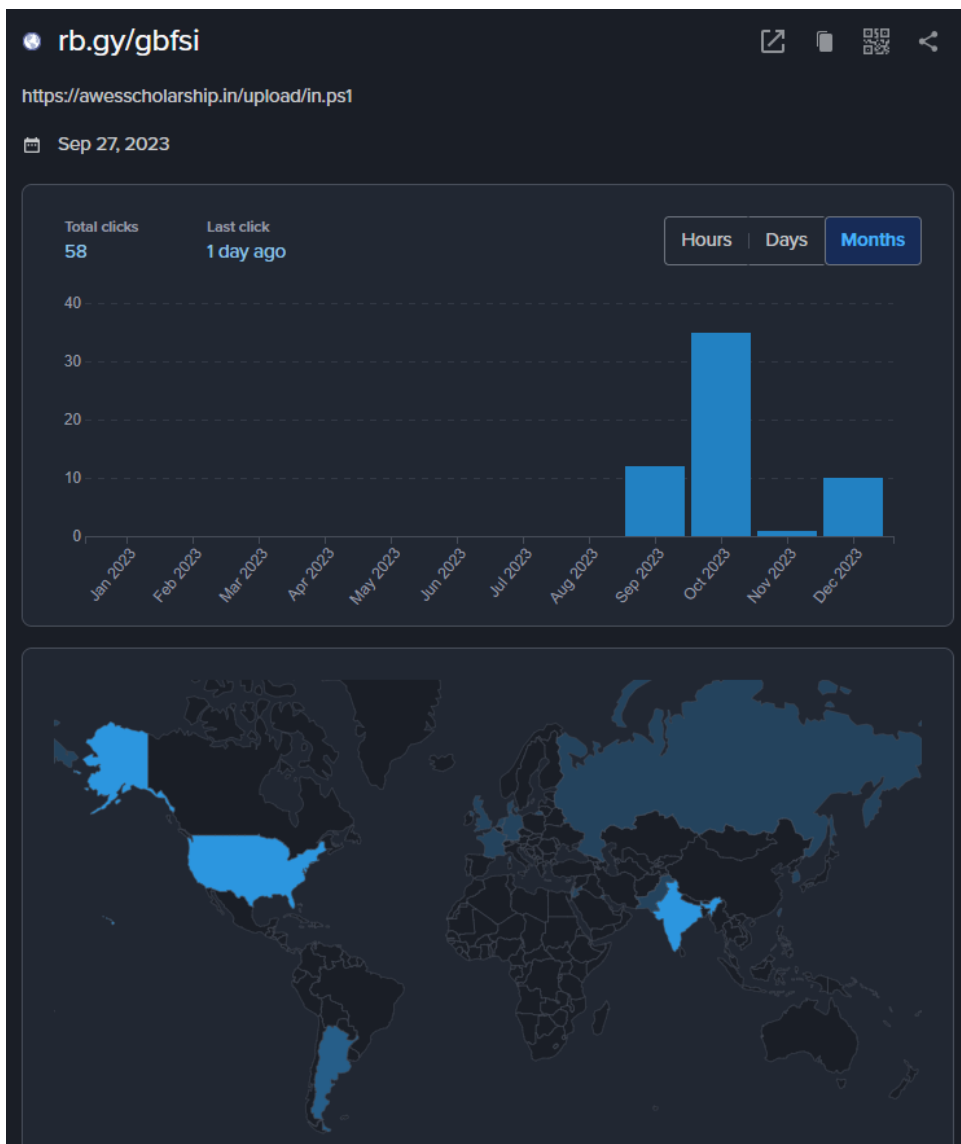 rb.gy/gbfsi
https://awesscholarship.in/upload/in.ps1
Sep 27, 2023
Total clicks
58
Last click
1 day ago
Hours
Days
Months
40
30
20
10
0
Jan 2023
Feb 2023
Mar 2023
Apr 2023
May 2023
Jun 2023
Jul 2023
Aug 2023
Sep 2023
Oct 2023
Nov 2023
Dec 2023